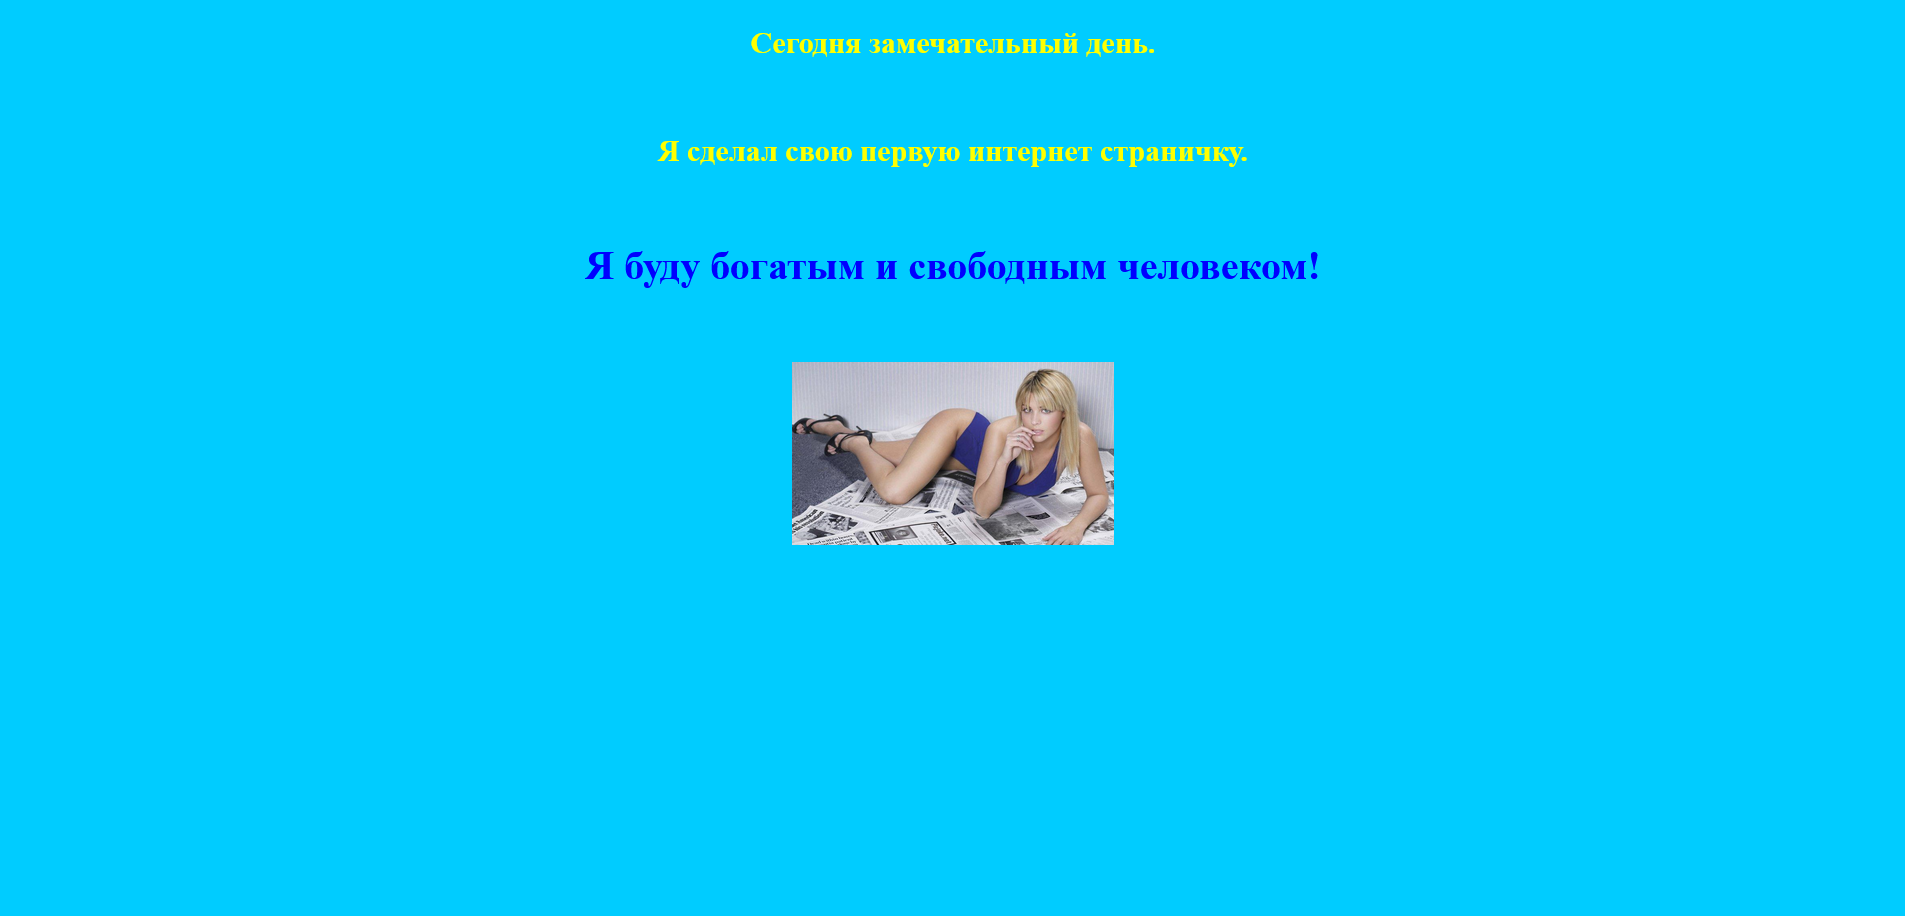 Сегодня замечательный день.
Я сделал свою первую интернет страничку.
Я буду богатым и свободным человеком!